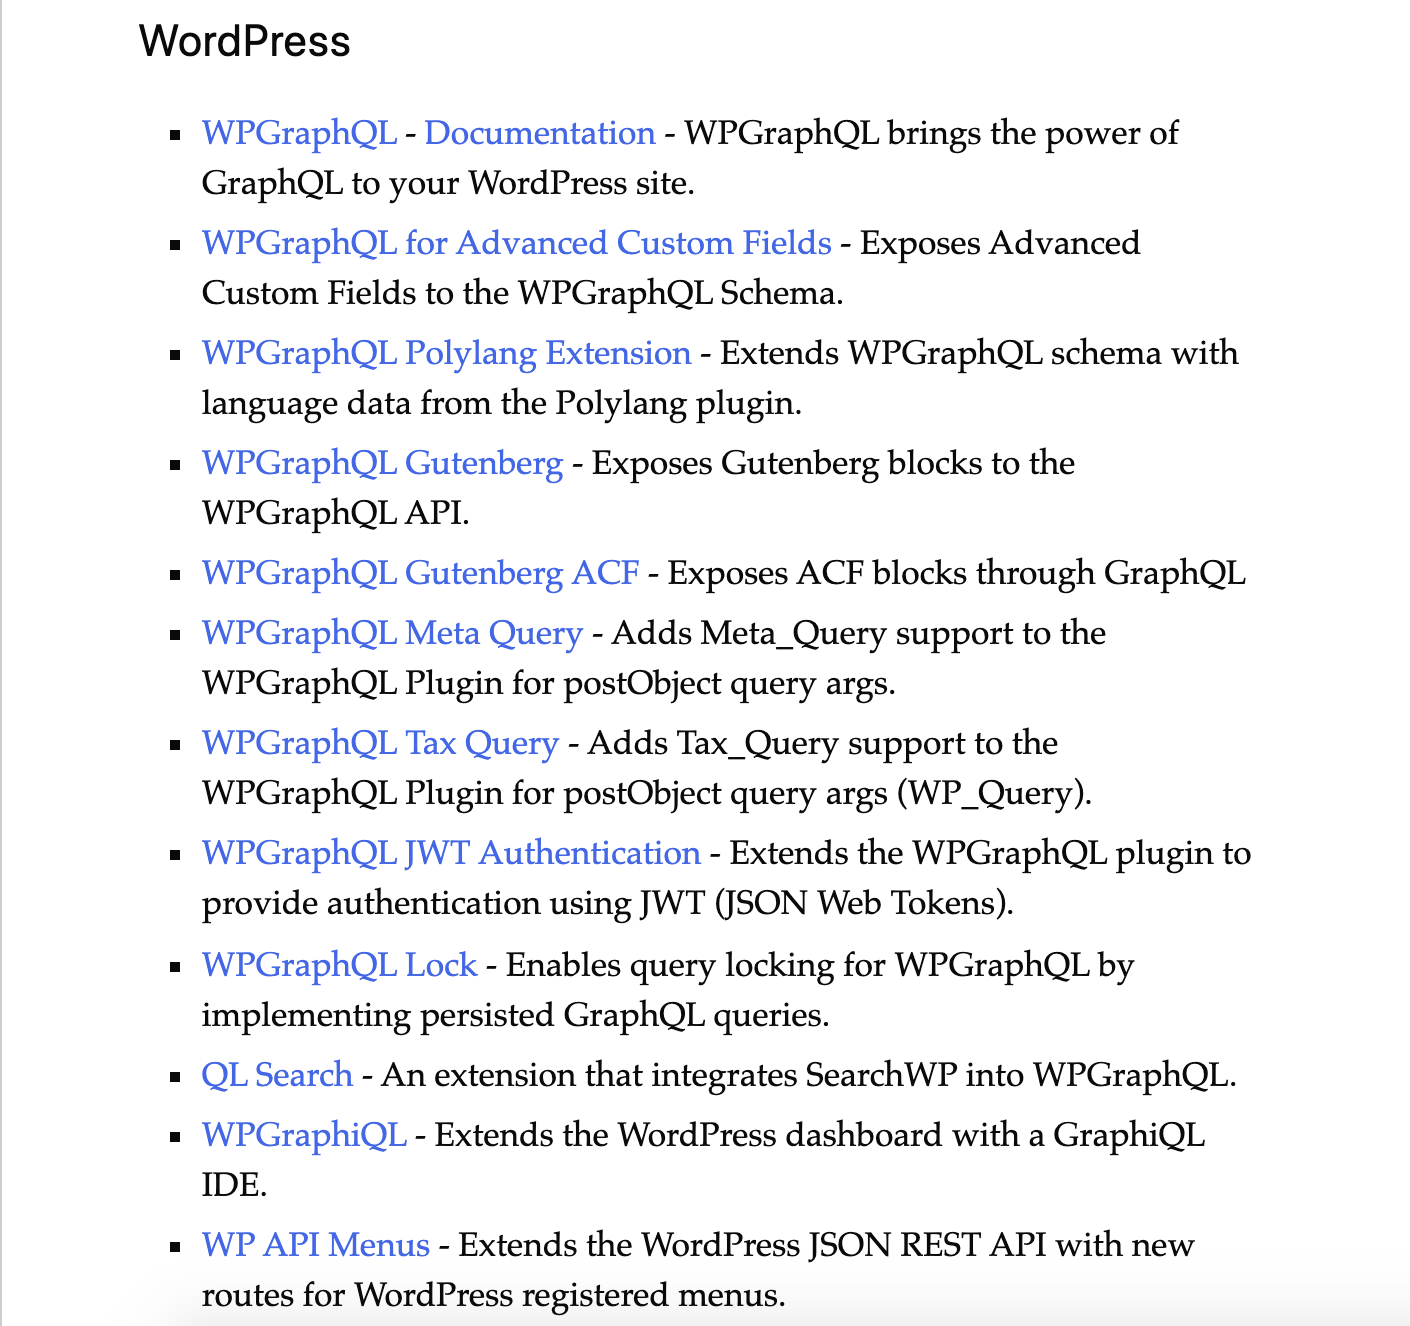 WordPress
▪ WPGraphQL - Documentation - WPGraphQL brings the power of
GraphQL to your WordPress site.
▪ WPGraphQL for Advanced Custom Fields - Exposes Advanced
Custom Fields to the WPGraphQL Schema.
▪ WPGraphQL Polylang Extension - Extends WPGraphQL schema with
language data from the Polylang plugin.
▪ WPGraphQL Gutenberg - Exposes Gutenberg blocks to the
WPGraphQL API.
▪ WPGraphQL Gutenberg ACF - Exposes ACF blocks through GraphQL
▪ WPGraphQL Meta Query - Adds Meta_Query support to the
WPGraphQL Plugin for postObject query args.
▪ WPGraphQL Tax Query - Adds Tax_Query support to the
WPGraphQL Plugin for postObject query args (WP_Query).
▪ WPGraphQL JWT Authentication - Extends the WPGraphQL plugin to
provide authentication using JWT (JSON Web Tokens).
▪ WPGraphQL Lock - Enables query locking for WPGraphQL by
implementing persisted GraphQL queries.
▪ QL Search - An extension that integrates SearchWP into WPGraphQL.
▪ WPGraphiQL - Extends the WordPress dashboard with a GraphiQL
IDE.
▪ WP API Menus - Extends the WordPress JSON REST API with new
routes for WordPress registered menus.